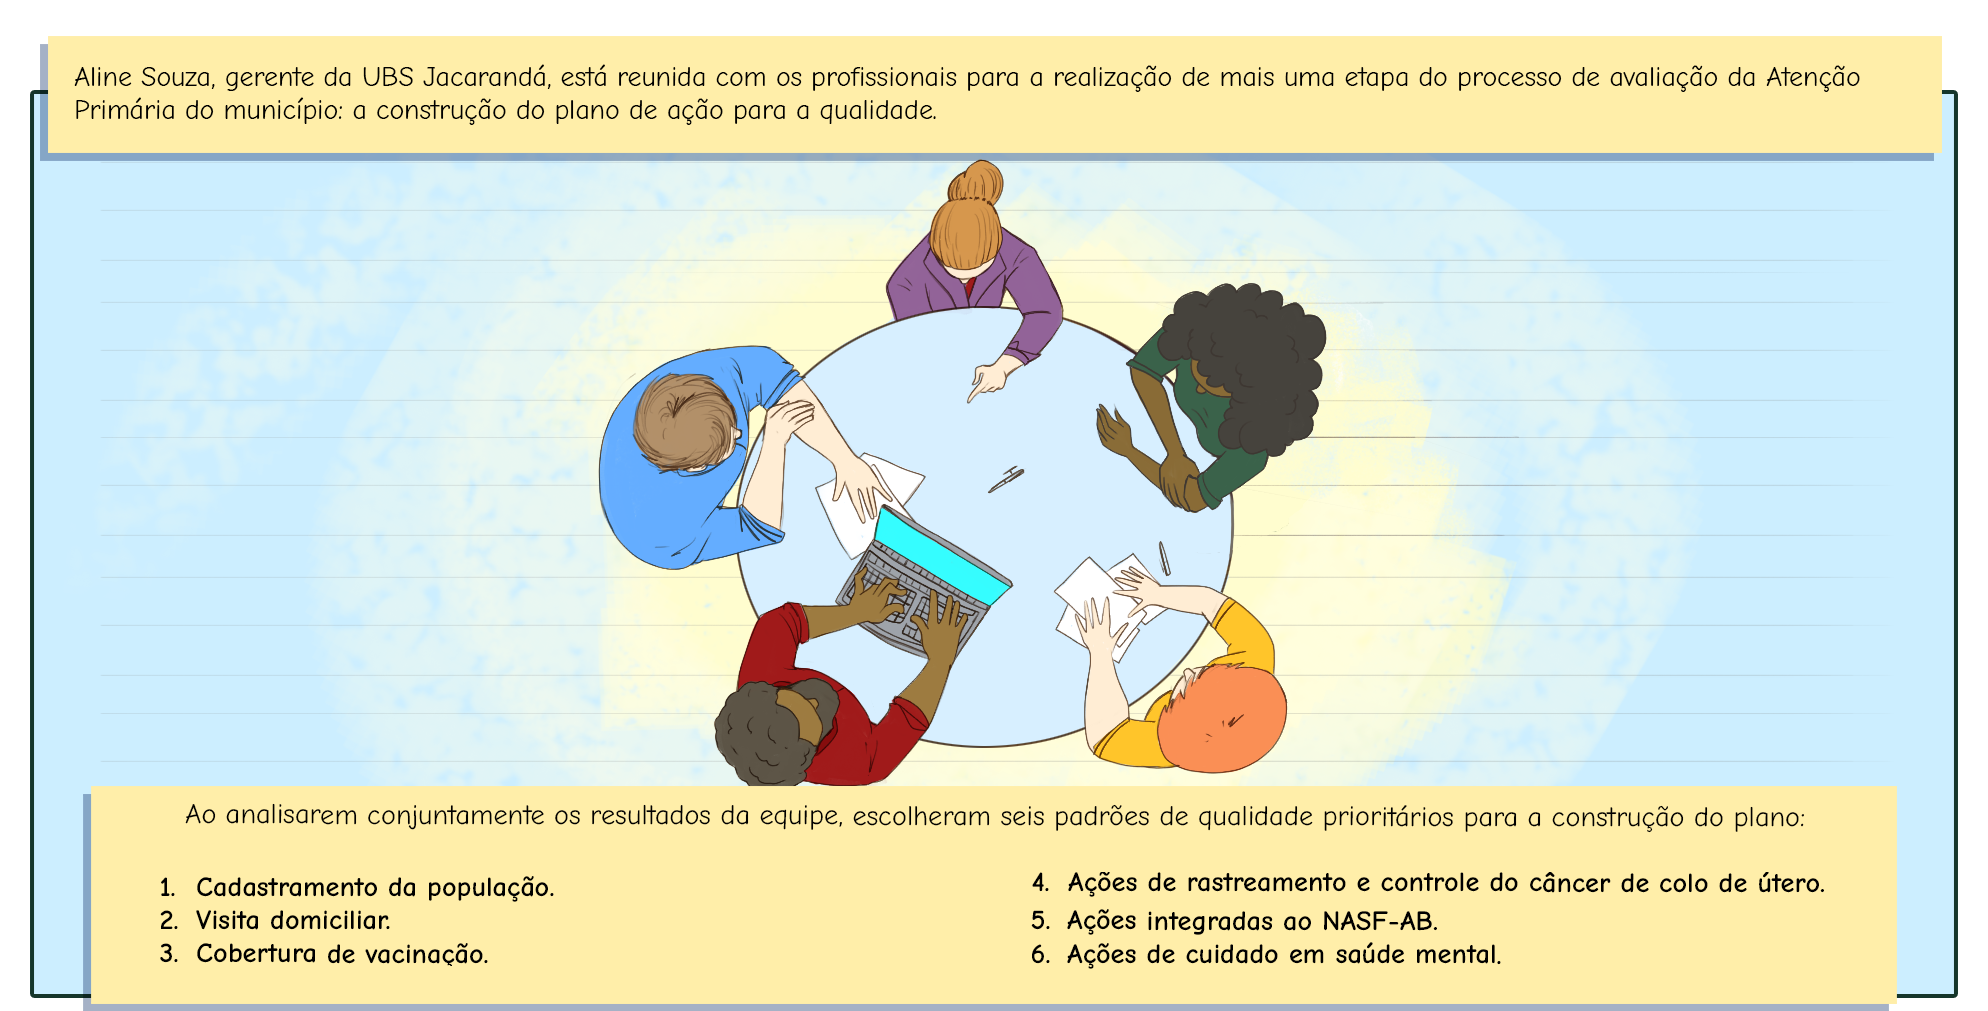 Aline Souza, gerente da UBS Jacarandá, está reunida com os profissionais para a realização de mais uma etapa do processo de avaliação da Atenção
Primária do município: a construção do plano de ação para a qualidade.
Ao analisarem conjuntamente os resultados da equipe, escolheram seis padrões de qualidade prioritários para a construção do plano:
1. Cadastramento da população.
2. Visita domiciliar.
3. Cobertura de vacinação.
4. Ações de rastreamento e controle do câncer de colo de útero.
5. Ações integradas ao NASF-AB.
6. Ações de cuidado em saúde mental.